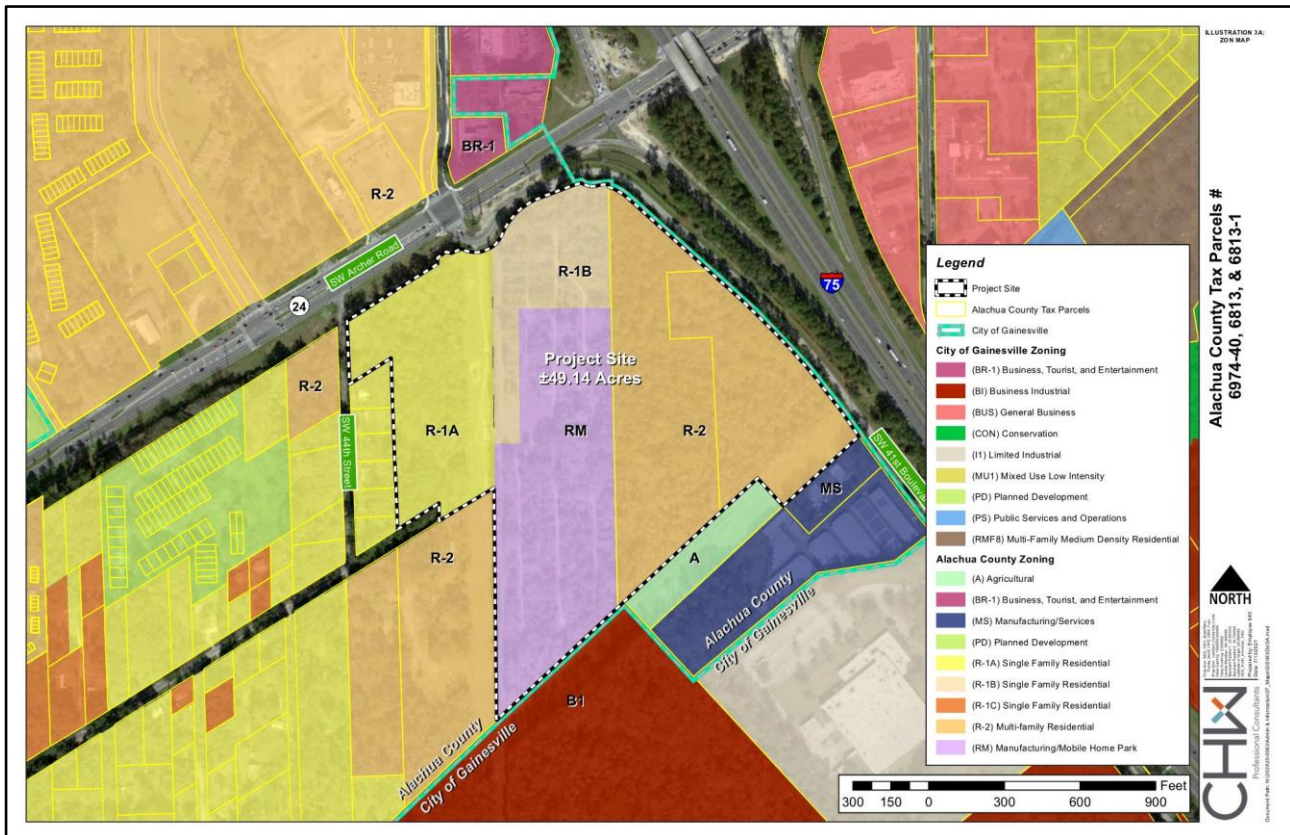 ILLUSTRATION 3A:
ZON MAP
Alachua County Tax Parcels #
6974-40, 6813, & 6813-1
BR-1
R-2
SW Archer Road
24
75
R-1B
Project Site
±49.14 Acres
R-2
SW 44th Street
R-1A
RM
R-2
SW 41st Boulevar
MS
R-2
A
Alachua County
City of Gainesville
B1
Alachua County
City of Gainesville
Legend
Project Site
Alachua County Tax Parcels
City of Gainesville
City of Gainesville Zoning
(BR-1) Business, Tourist, and Entertainment
(BI) Business Industrial
(BUS) General Business
(CON) Conservation
(I1) Limited Industrial
(MU1) Mixed Use Low Intensity
(PD) Planned Development
(PS) Public Services and Operations
(RMF8) Multi-Family Medium Density Residential
Alachua County Zoning
(A) Agricultural
(BR-1) Business, Tourist, and Entertainment
(MS) Manufacturing/Services
(PD) Planned Development
(R-1A) Single Family Residential
(R-1B) Single Family Residential
(R-1C) Single Family Residential
(R-2) Multi-family Residential
(RM) Manufacturing/Mobile Home Park
Feet
300 150 0 300 600 900
NORTH
CHW
Professional Consultants